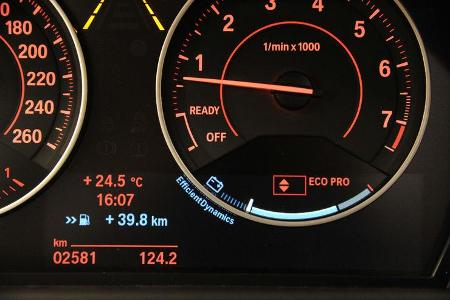 180
200
220
240
260
1
1
2
3
4
5
6
7
1/min x 1000
READY
OFF
ECO PRO
EfficientDynamics
+ 24.5 °C
16:07
+ 39.8 km
km
02581 124.2